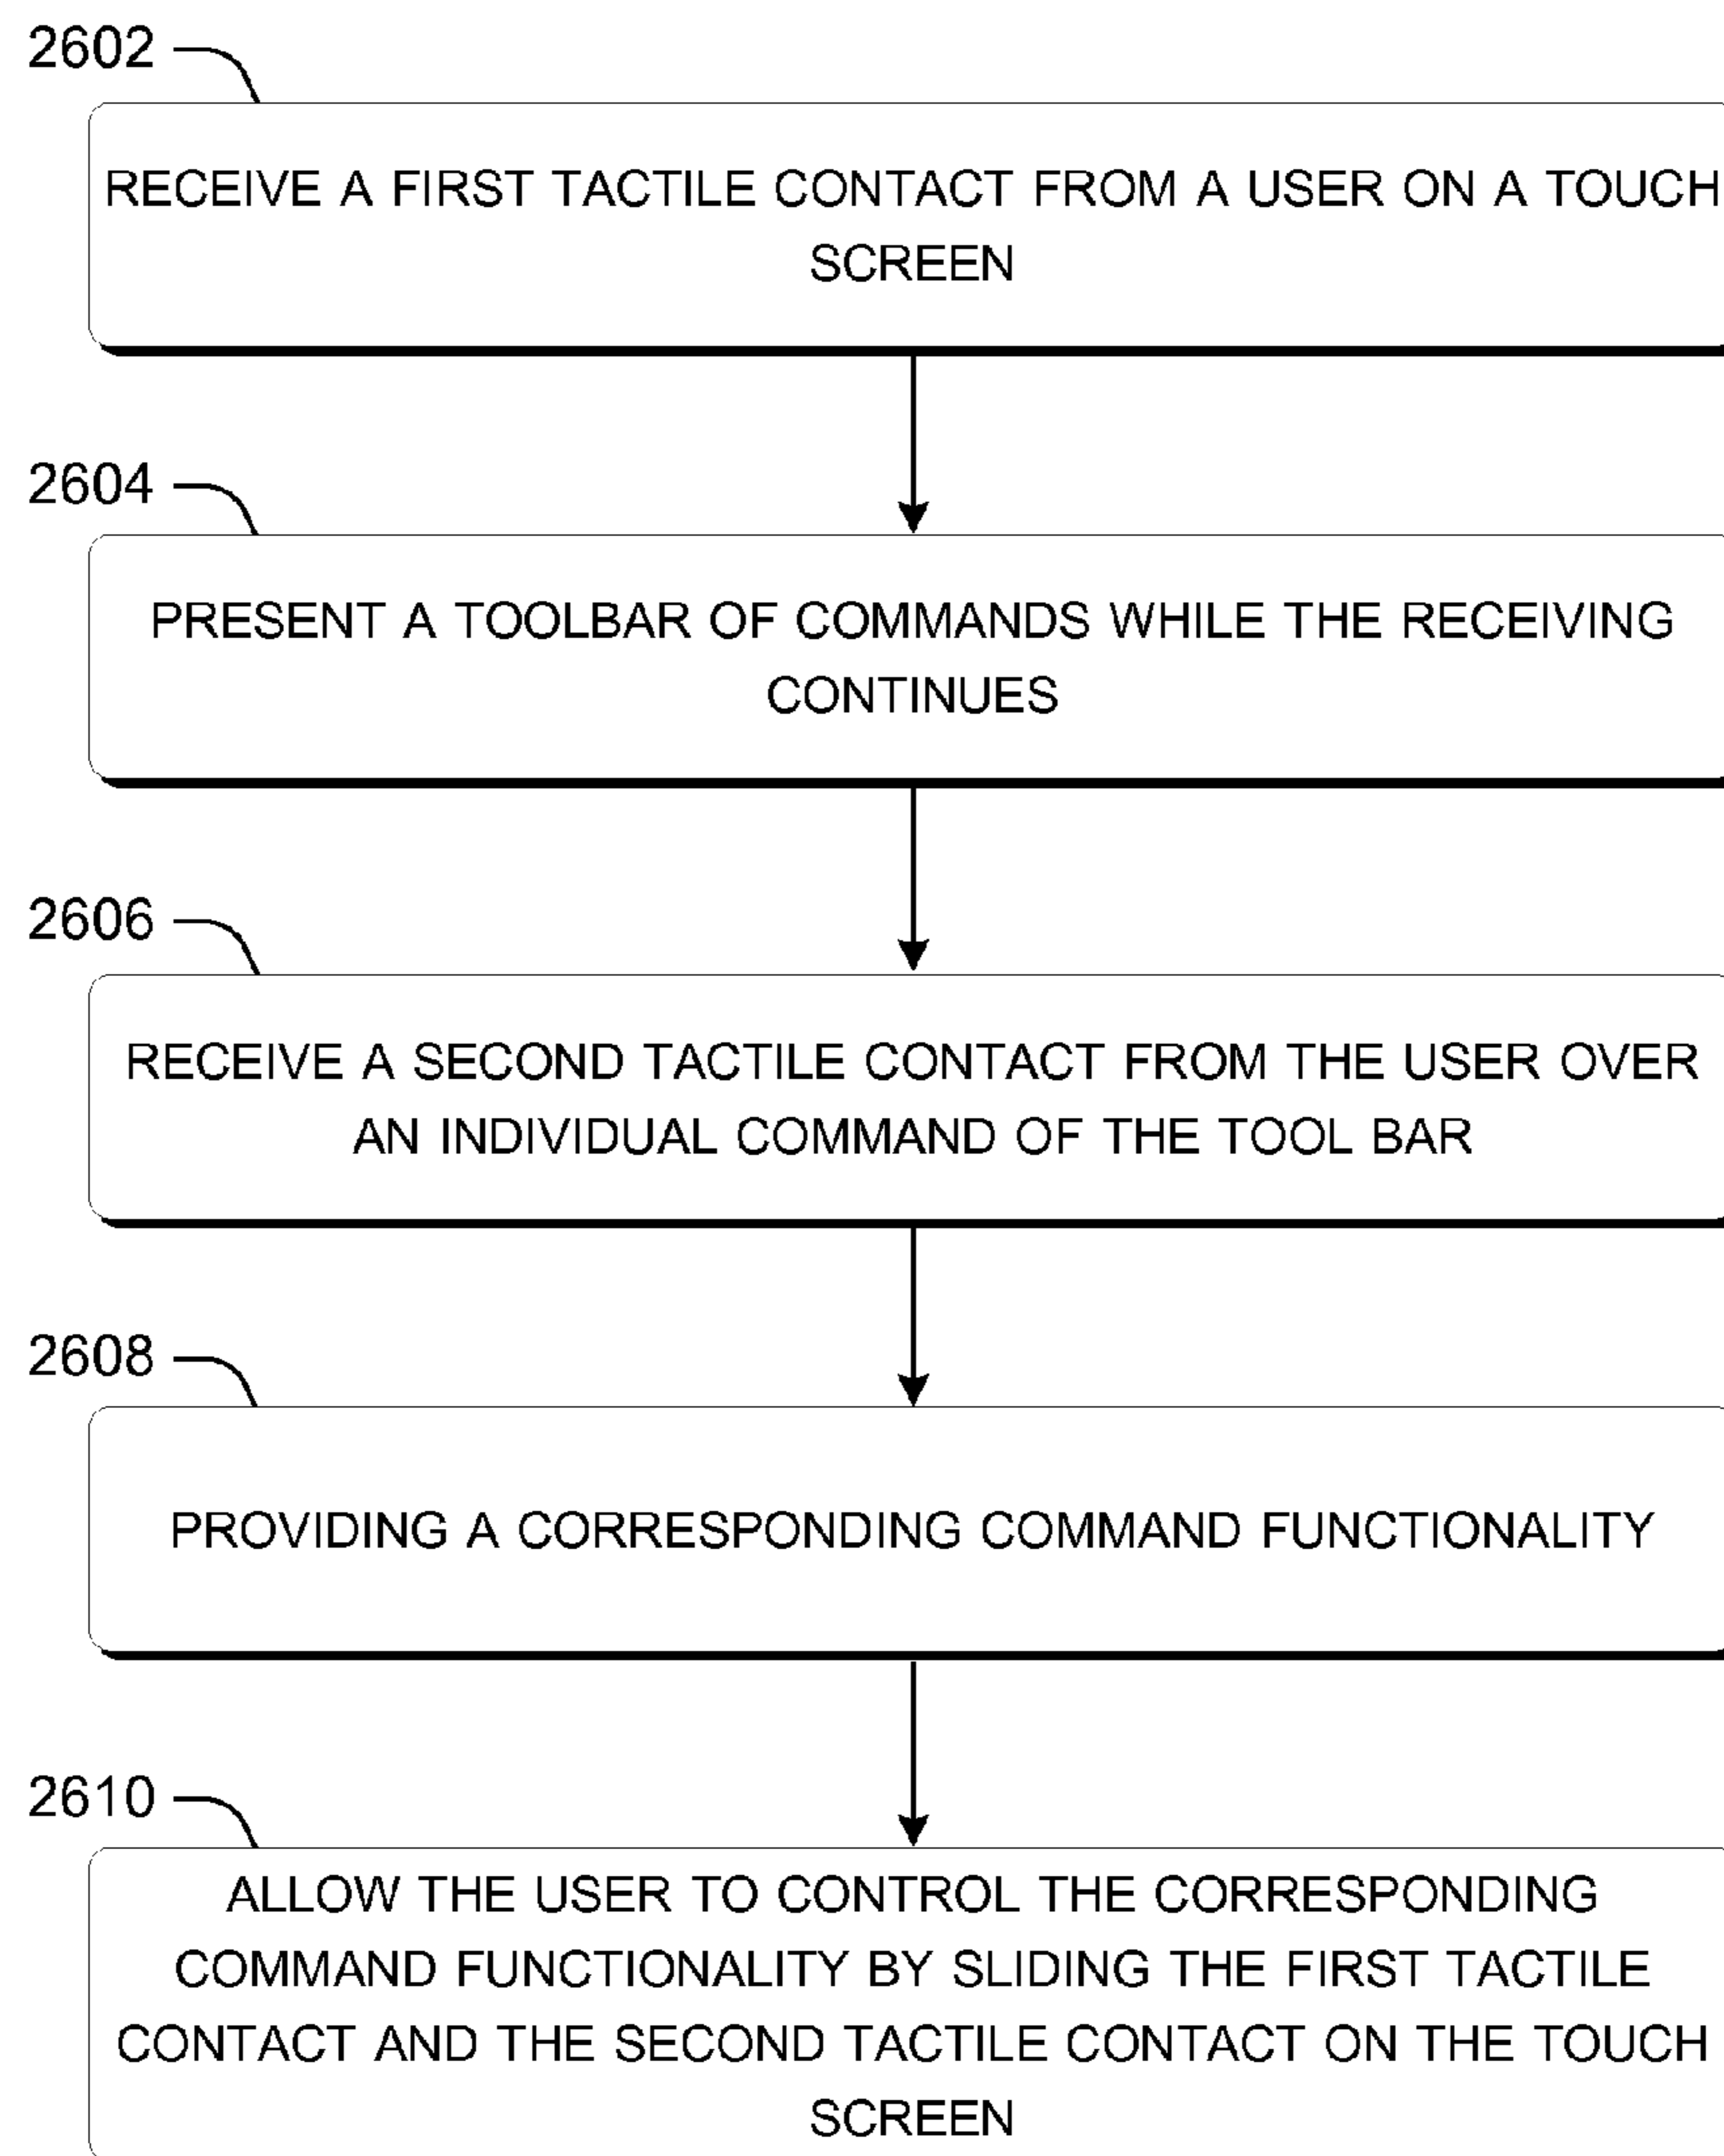 2602
RECEIVE A FIRST TACTILE CONTACT FROM A USER ON A TOUCH
SCREEN
2604
PRESENT A TOOLBAR OF COMMANDS WHILE THE RECEIVING
CONTINUES
2606
RECEIVE A SECOND TACTILE CONTACT FROM THE USER OVER
AN INDIVIDUAL COMMAND OF THE TOOL BAR
2608
PROVIDING A CORRESPONDING COMMAND FUNCTIONALITY
2610
ALLOW THE USER TO CONTROL THE CORRESPONDING
COMMAND FUNCTIONALITY BY SLIDING THE FIRST TACTILE
CONTACT AND THE SECOND TACTILE CONTACT ON THE TOUCH
SCREEN